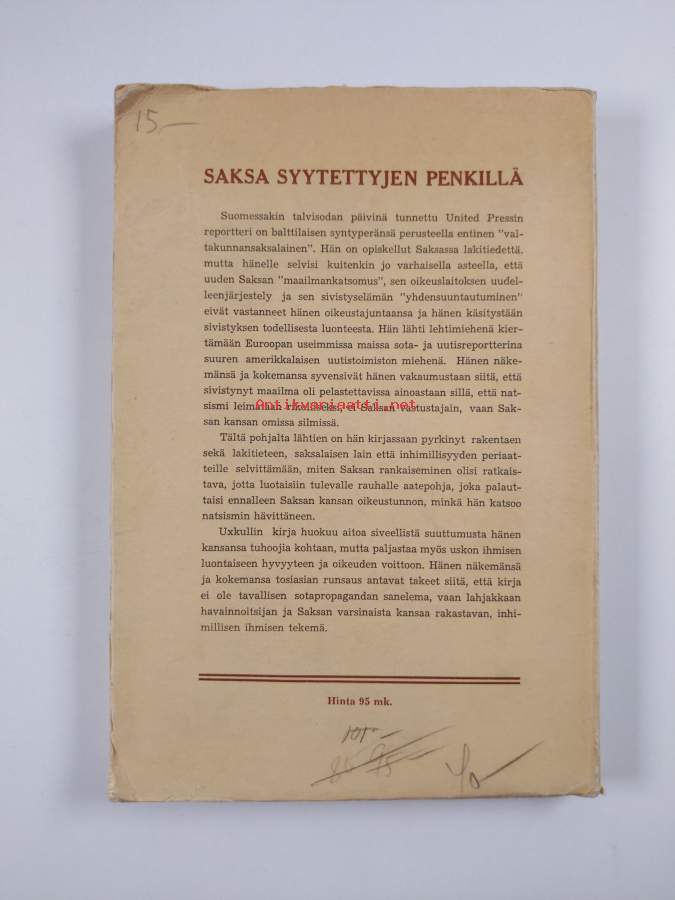 15.—
SAKSA SYYTETTYJEN PENKILLÄ
Suomessakin talvisodan päivinä tunnettu United Pressin
reportteri on balttilaisen syntyperänsä perusteella entinen "val-
takunnansaksalainen". Hän on opiskellut Saksassa lakitiedettä.
mutta hänelle selvisi kuitenkin jo varhaisella asteella, että
uuden Saksan "maailmankatsomus", sen oikeuslaitoksen uudel-
leenjärjestely ja sen sivistyselämän "yhdensuuntautuminen"
eivät vastanneet hänen oikeustajuntaansa ja hänen käsitystään
sivistyksen todellisesta luonteesta. Hän lähti lehtimiehenä kier-
tämään Euroopan useimmissa maissa sota- ja uutisreportterina
suuren amerikkalaisen uutistoimiston miehenä. Hänen näke-
mänsä ja kokemansa syvensivät hänen vakaumustaan siitä, että
sivistynyt maailma oli pelastettavissa ainoastaan sillä, että nat-
sismi leimataan rikolliseksi, ei Saksan vastustajain, vaan Sak-
Antikvariaatti.net
san kansan omissa silmissä.
Tältä pohjalta lähtien on hän kirjassaan pyrkinyt rakentaen
sekä lakitieteen, saksalaisen lain että inhimillisyyden periaat-
teille selvittämään, miten Saksan rankaiseminen olisi ratkais-
tava, jotta luotaisiin tulevalle rauhalle aatepohja, joka palaut-
taisi ennalleen Saksan kansan oikeustunnon, minkä hän katsoo
natsismin hävittäneen.
Uxkullin kirja huokuu aitoa siveellistä suuttumusta hänen
kansansa tuhoojia kohtaan, mutta paljastaa myös uskon ihmisen
luontaiseen hyvyyteen ja oikeuden voittoon. Hänen näkemänsä
ja kokemansa tosiasian runsaus antavat takeet siitä, että kirja
ei ole tavallisen sotapropagandan sanelema, vaan lahjakkaan
havainnoitsijan ja Saksan varsinaista kansaa rakastavan, inhi-
millisen ihmisen tekemä.
Hinta 95 mk.